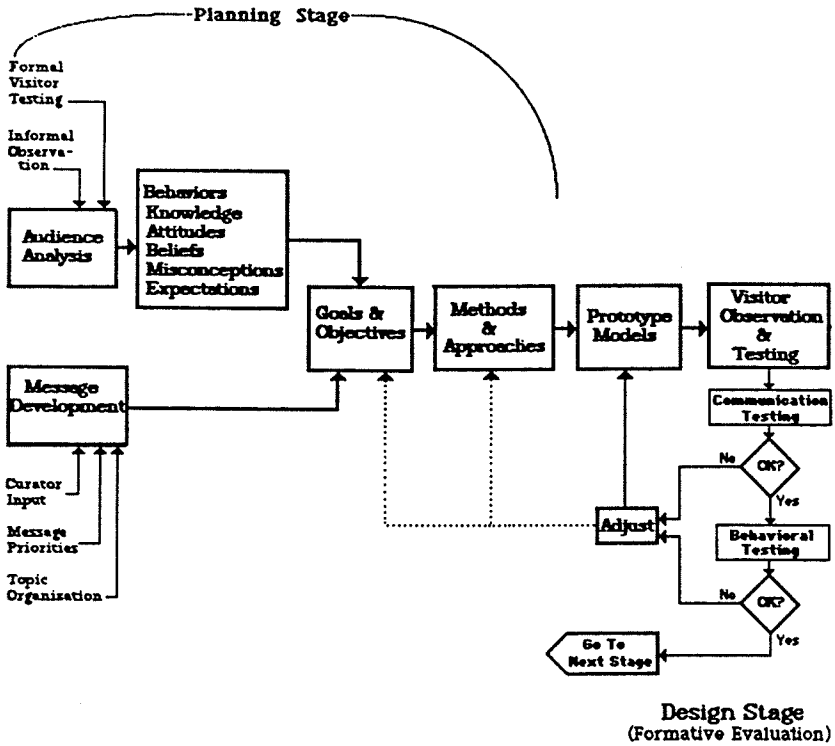 Planning Stage
Formal
Visitor
Testing
Informal
Observa-
tion
Audience
Analysis
Behaviors
Knowledge
Attitudes
Beliefs
Misconceptions
Expectations
Goals &
Objectives
Methods
&
Approaches
Prototype
Models
Visitor
Observation
&
Testing
Message
Development
Curator
Input
Message
Priorities
Topic
Organization
Communication
Testing
OK?
No
Yes
Adjust
Behavioral
Testing
OK?
No
Yes
Go To
Next Stage
Design Stage
(Formative Evaluation)